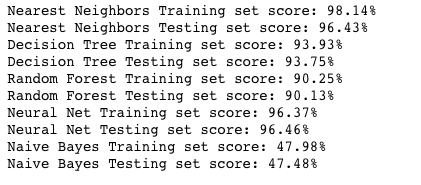 Nearest Neighbors Training set score: 98.14%
Nearest Neighbors Testing set score: 96.43%
Decision Tree Training set score: 93.93%
Decision Tree Testing set score: 93.75%
Random Forest Training set score: 90.25%
Random Forest Testing set score: 90.13%
Neural Net Training set score: 96.37%
Neural Net Testing set score: 96.46%
Naive Bayes Training set score: 47.98%
Naive Bayes Testing set score: 47.48%